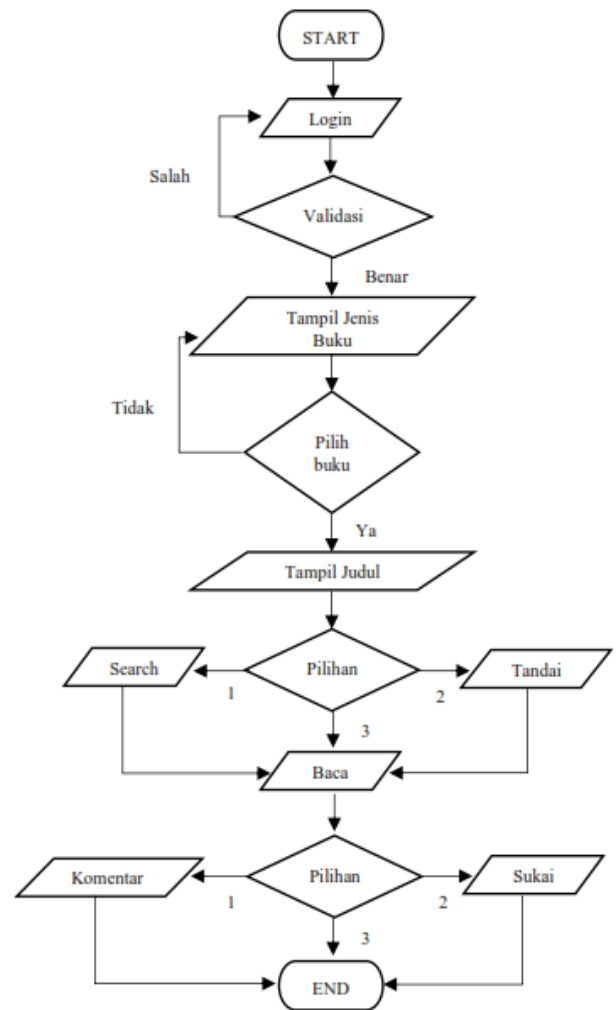 START
Login
Salah
Validasi
Benar
Tampil Jenis
Buku
Tidak
Pilih
buku
Ya
Tampil Judul
Search
Pilihan
Tandai
1
2
3
Baca
Komentar
Pilihan
Sukai
1
2
3
END